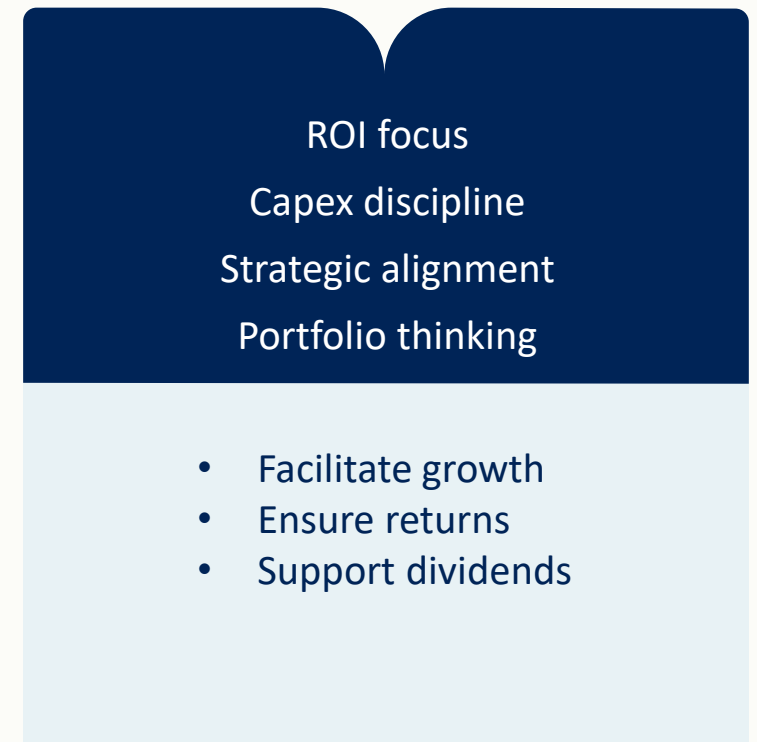 ROI focus
Capex discipline
Strategic alignment
Portfolio thinking
• Facilitate growth
• Ensure returns
• Support dividends